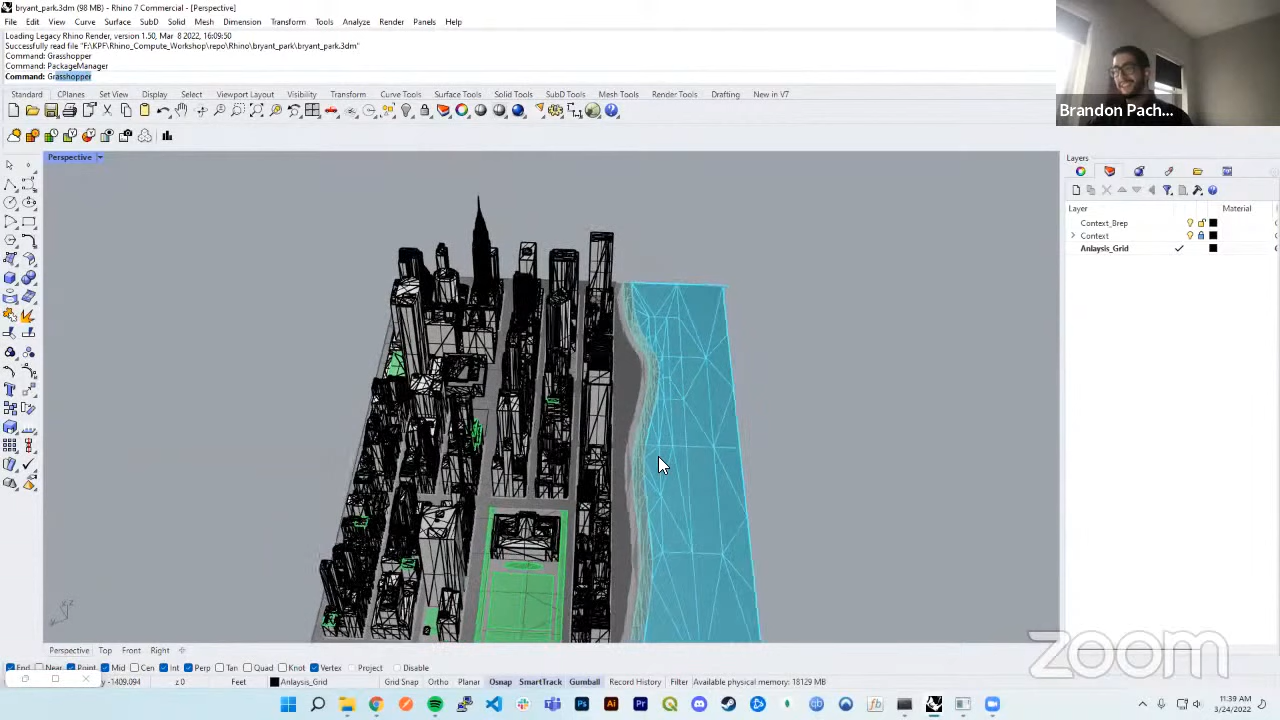 bryant_park.3dm (98 MB) - Rhino 7 Commercial - [Perspective]
File Edit View Curve Surface SubD Solid Mesh Dimension Transform Tools Analyze Render Panels Help
Loading Legacy Rhino Render, version 1.50, Mar 8 2022, 16:09:50
Successfully read file "F:\KPF\Rhino_Compute_Workshop\repo\Rhino\bryant_park\bryant_park.3dm"
Command: Grasshopper
Command: PackageManager
Command: Grasshopper
Standard CPlanes Set View Display Select Viewport Layout Visibility Transform Curve Tools Surface Tools Solid Tools SubD Tools Mesh Tools Render Tools Drafting New in V7
Brandon Pach...
Perspective
Layers
Layer Material
Context_Brep
Context
Anlaysis_Grid
Perspective Top Front Right
End Near Point Mid Cen Int Perp Tan Quad Knot Vertex Project Disable
y -1409.094 z 0 Feet Anlaysis_Grid Grid Snap Ortho Planar Osnap SmartTrack Gumball Record History Filter Available physical memory: 18129 MB
zoom
11:39 AM
3/24/2022